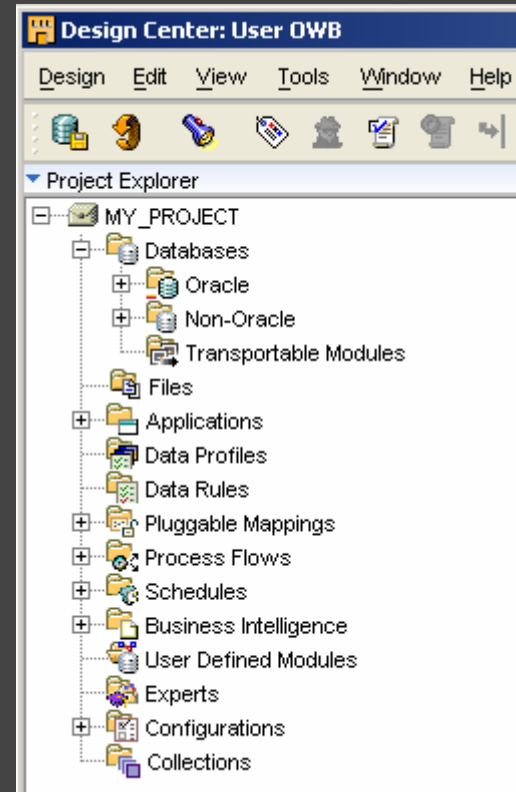 Design Center: User OWB
Design Edit View Tools Window Help
Project Explorer
MY_PROJECT
Databases
Oracle
Non-Oracle
Transportable Modules
Files
Applications
Data Profiles
Data Rules
Pluggable Mappings
Process Flows
Schedules
Business Intelligence
User Defined Modules
Experts
Configurations
Collections